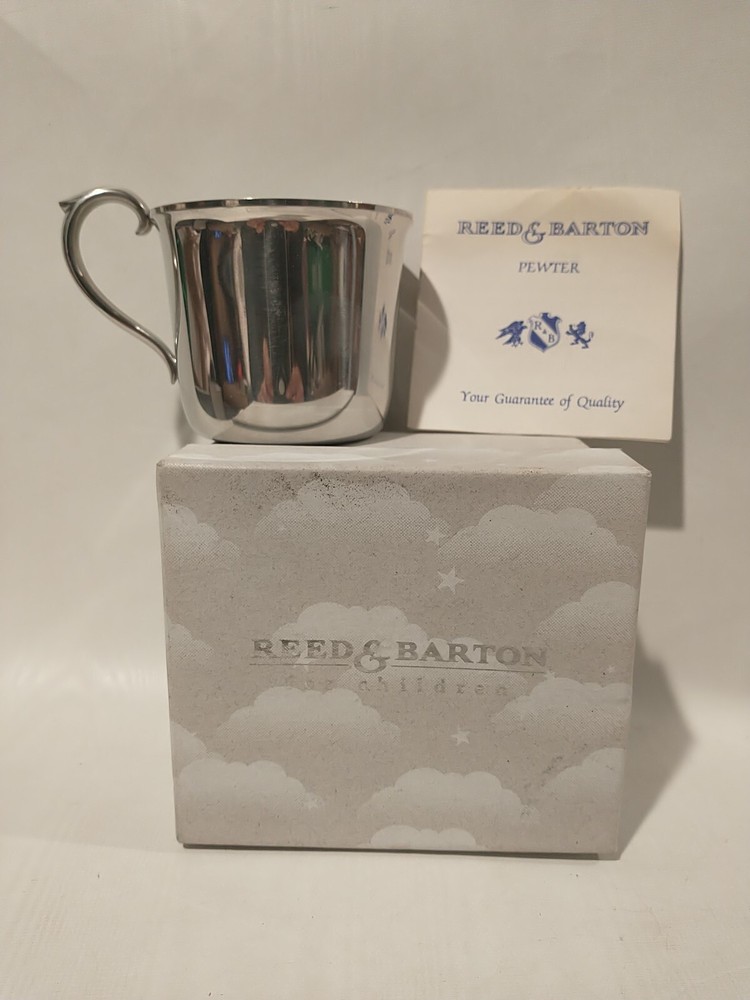 REED & BARTON
PEWTER
R & B
Your Guarantee of Quality
REED & BARTON
for children